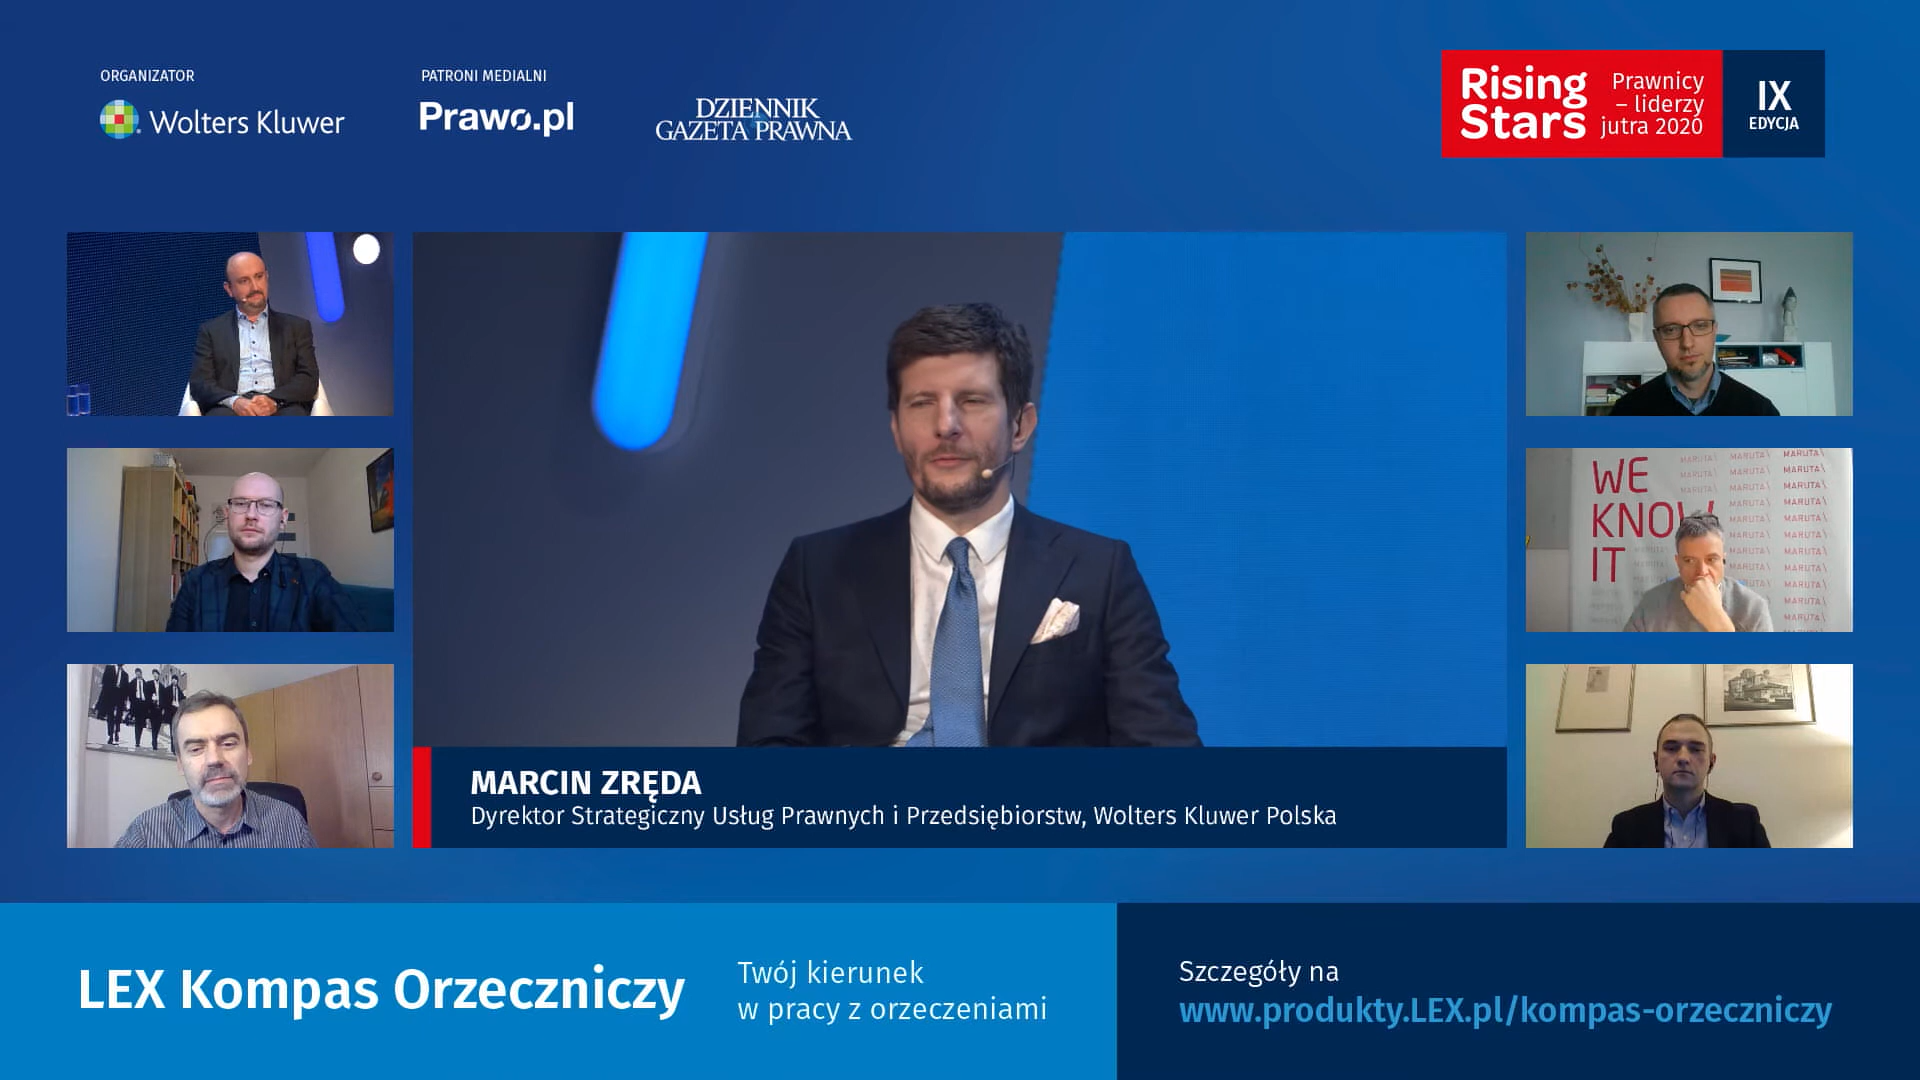 ORGANIZATOR
Wolters Kluwer
PATRONI MEDIALNI
Prawo.pl
DZIENNIK
GAZETA PRAWNA
Rising
Stars
Prawnicy
– liderzy
jutra 2020
IX
EDYCJA
WE
KNOW
IT
MARUTA\
MARCIN ZRĘDA
Dyrektor Strategiczny Usług Prawnych i Przedsiębiorstw, Wolters Kluwer Polska
LEX Kompas Orzeczniczy
Twój kierunek
w pracy z orzeczeniami
Szczegóły na
www.produkty.LEX.pl/kompas-orzeczniczy